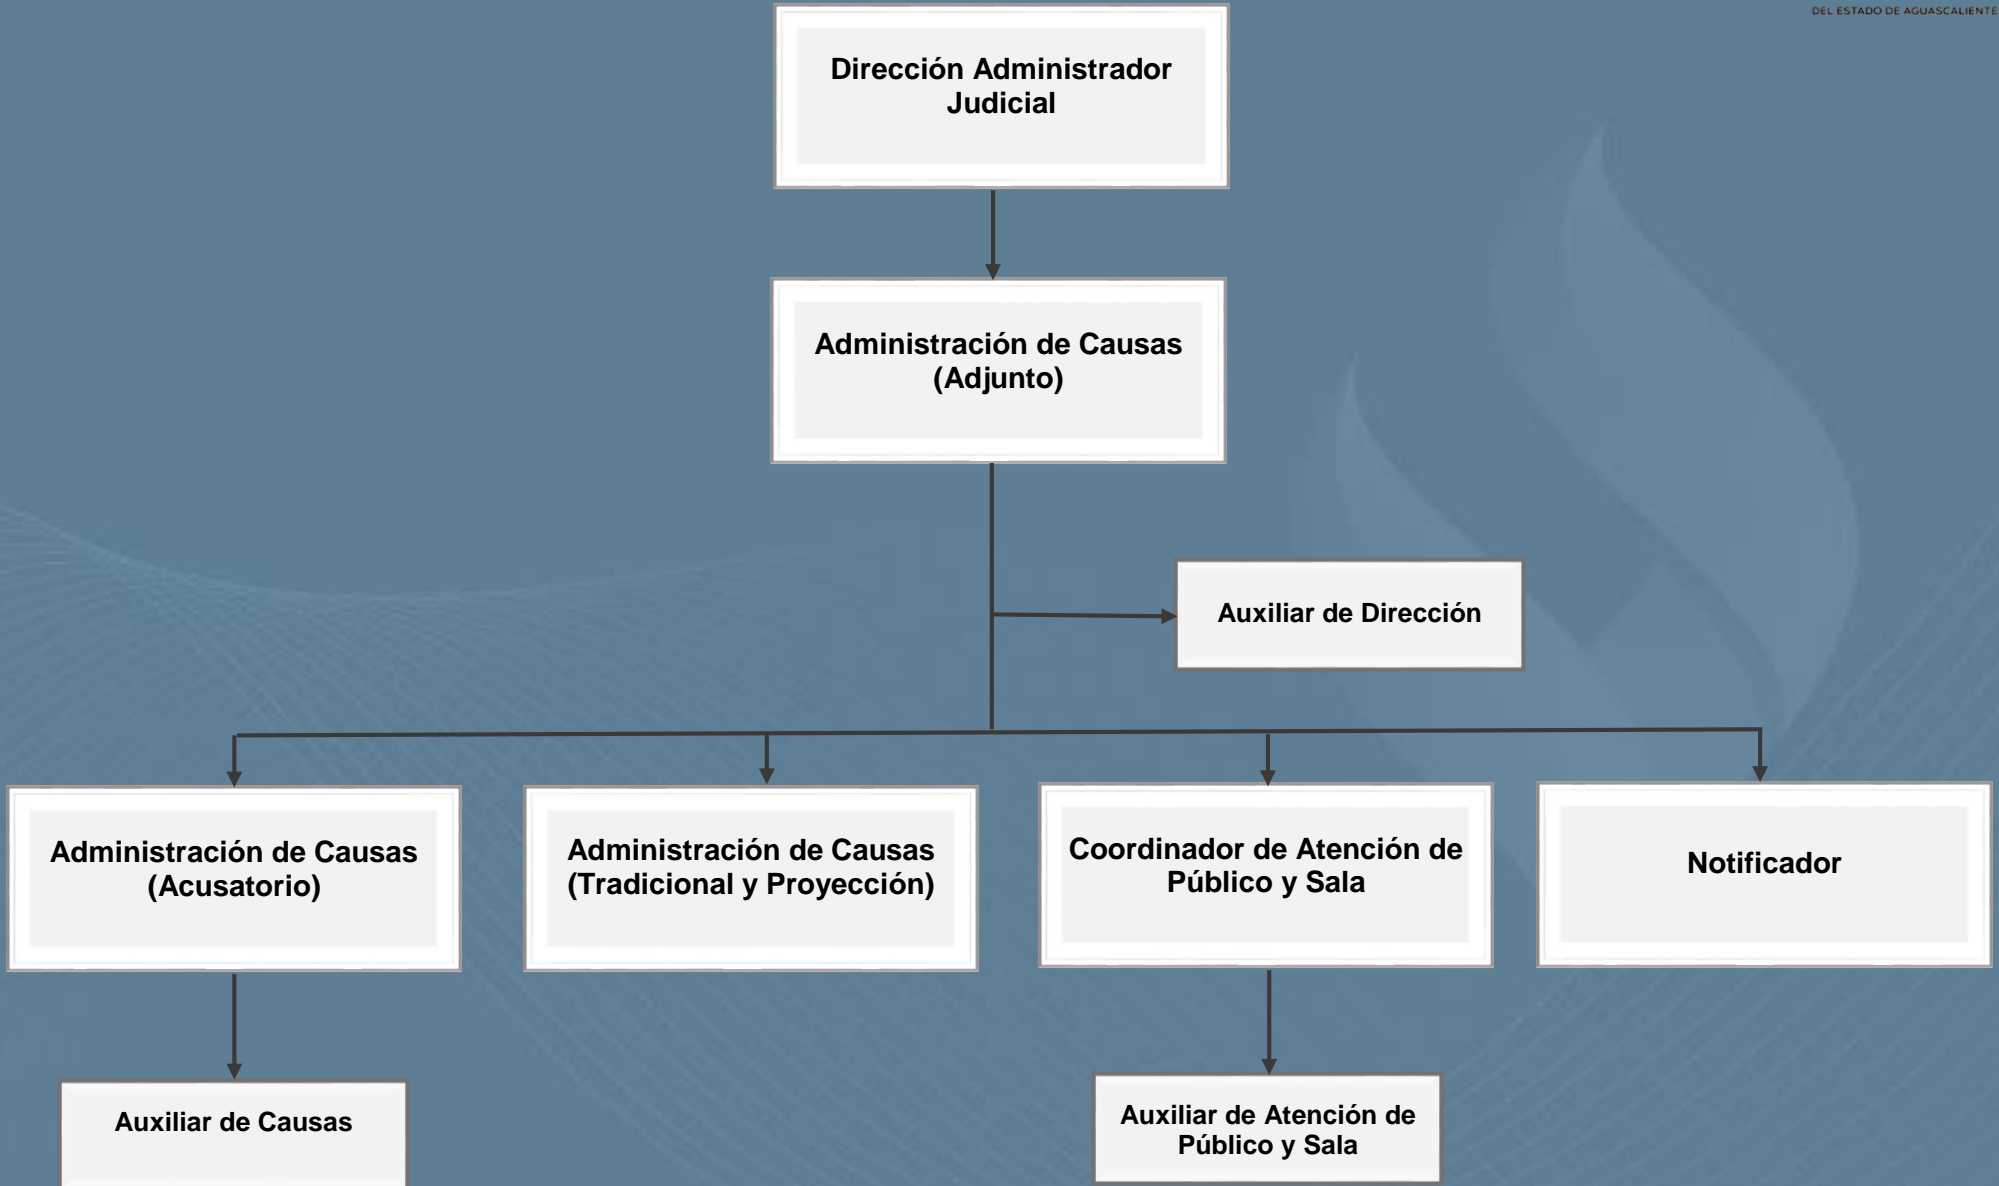 DEL ESTADO DE AGUASCALIENTES
Dirección Administrador
Judicial
Administración de Causas
(Adjunto)
Auxiliar de Dirección
Administración de Causas
(Acusatorio)
Administración de Causas
(Tradicional y Proyección)
Coordinador de Atención de
Público y Sala
Notificador
Auxiliar de Causas
Auxiliar de Atención de
Público y Sala